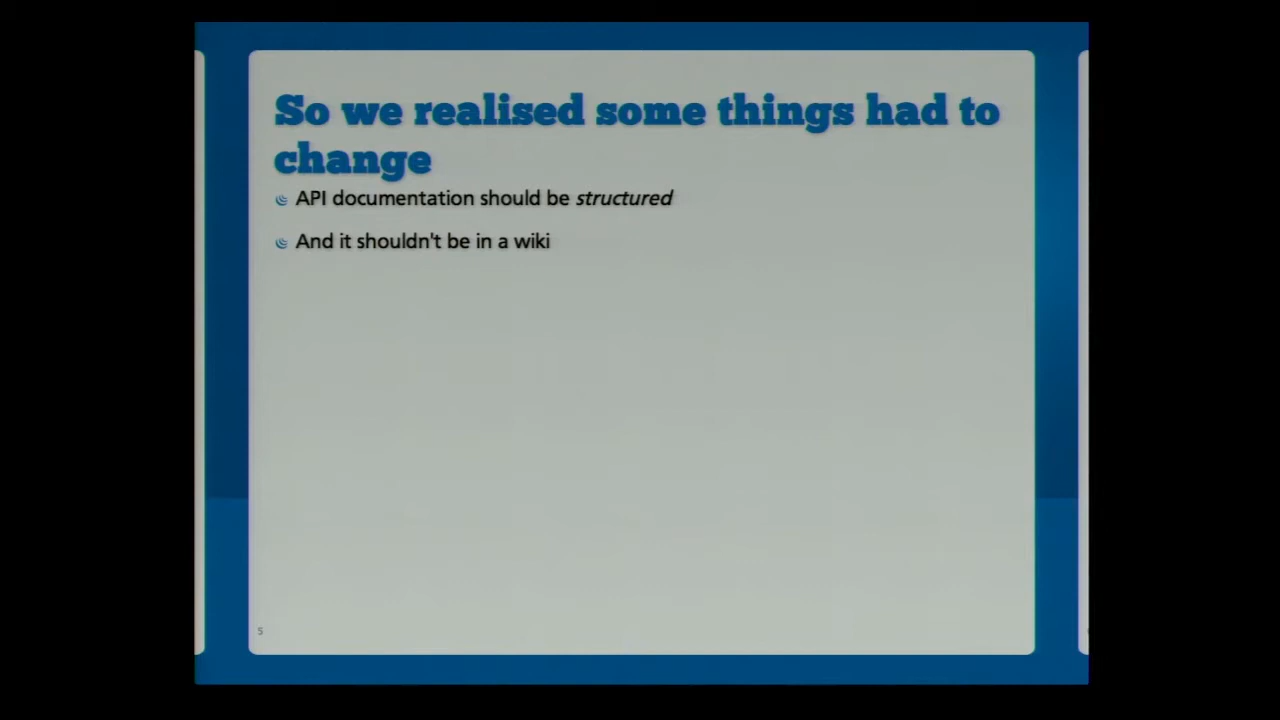 So we realised some things had to
change
API documentation should be structured
And it shouldn't be in a wiki
5